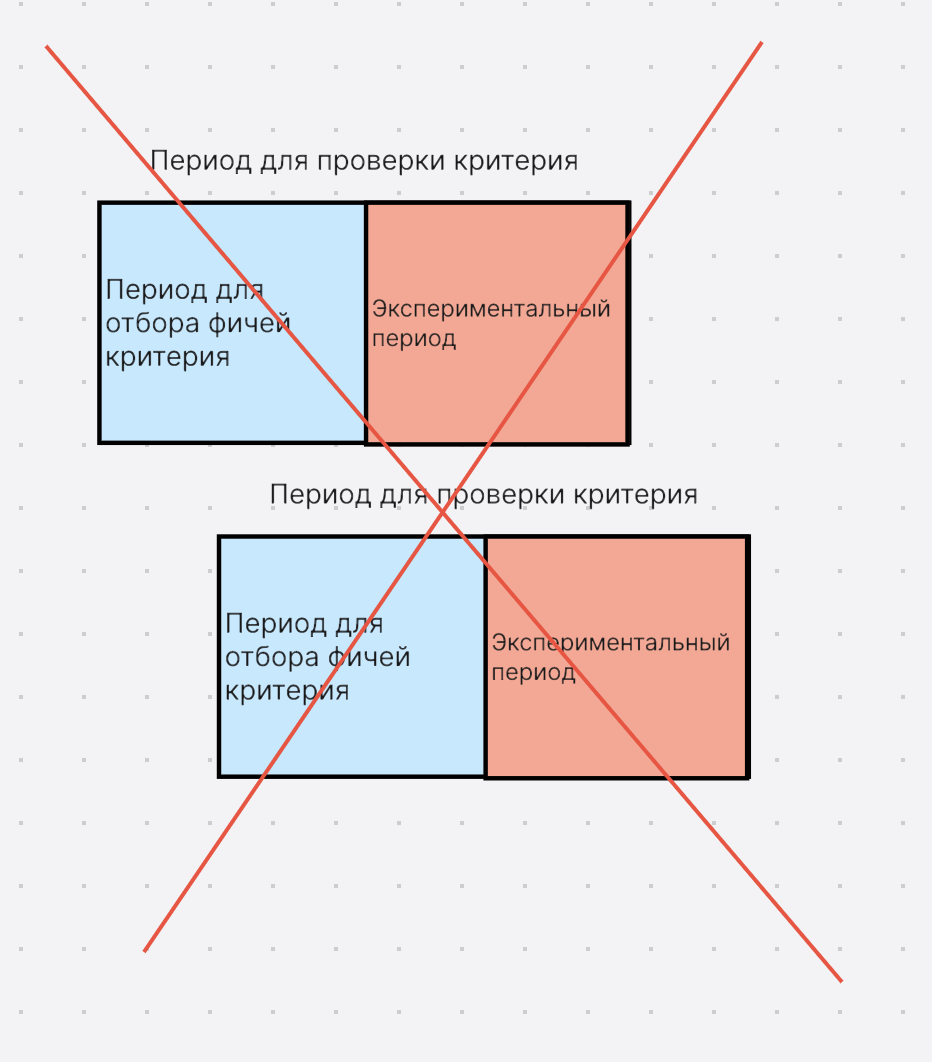 Период для проверки критерия
Период для
отбора фичей
критерия
Экспериментальный
период
Период для проверки критерия
Период для
отбора фичей
критерия
Экспериментальный
период